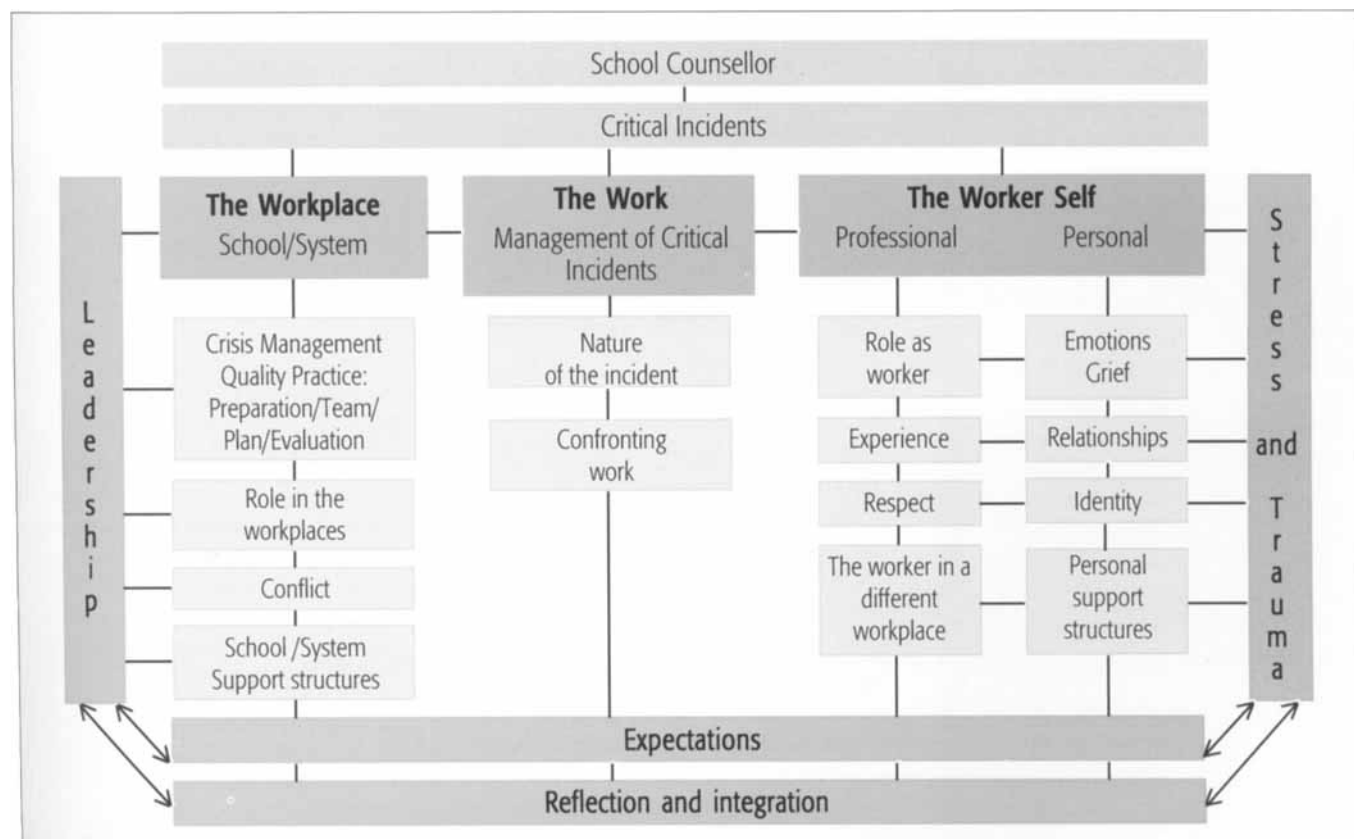 School Counsellor
Critical Incidents
Leadership
The Workplace
School/System
Crisis Management
Quality Practice:
Preparation/Team/
Plan/Evaluation
Role in the
workplaces
Conflict
School /System
Support structures
The Work
Management of Critical
Incidents
Nature
of the incident
Confronting
work
The Worker Self
Professional
Personal
Role as
worker
Emotions
Grief
Experience
Relationships
Respect
Identity
The worker in a
different
workplace
Personal
support
structures
Stress and Trauma
Expectations
Reflection and integration